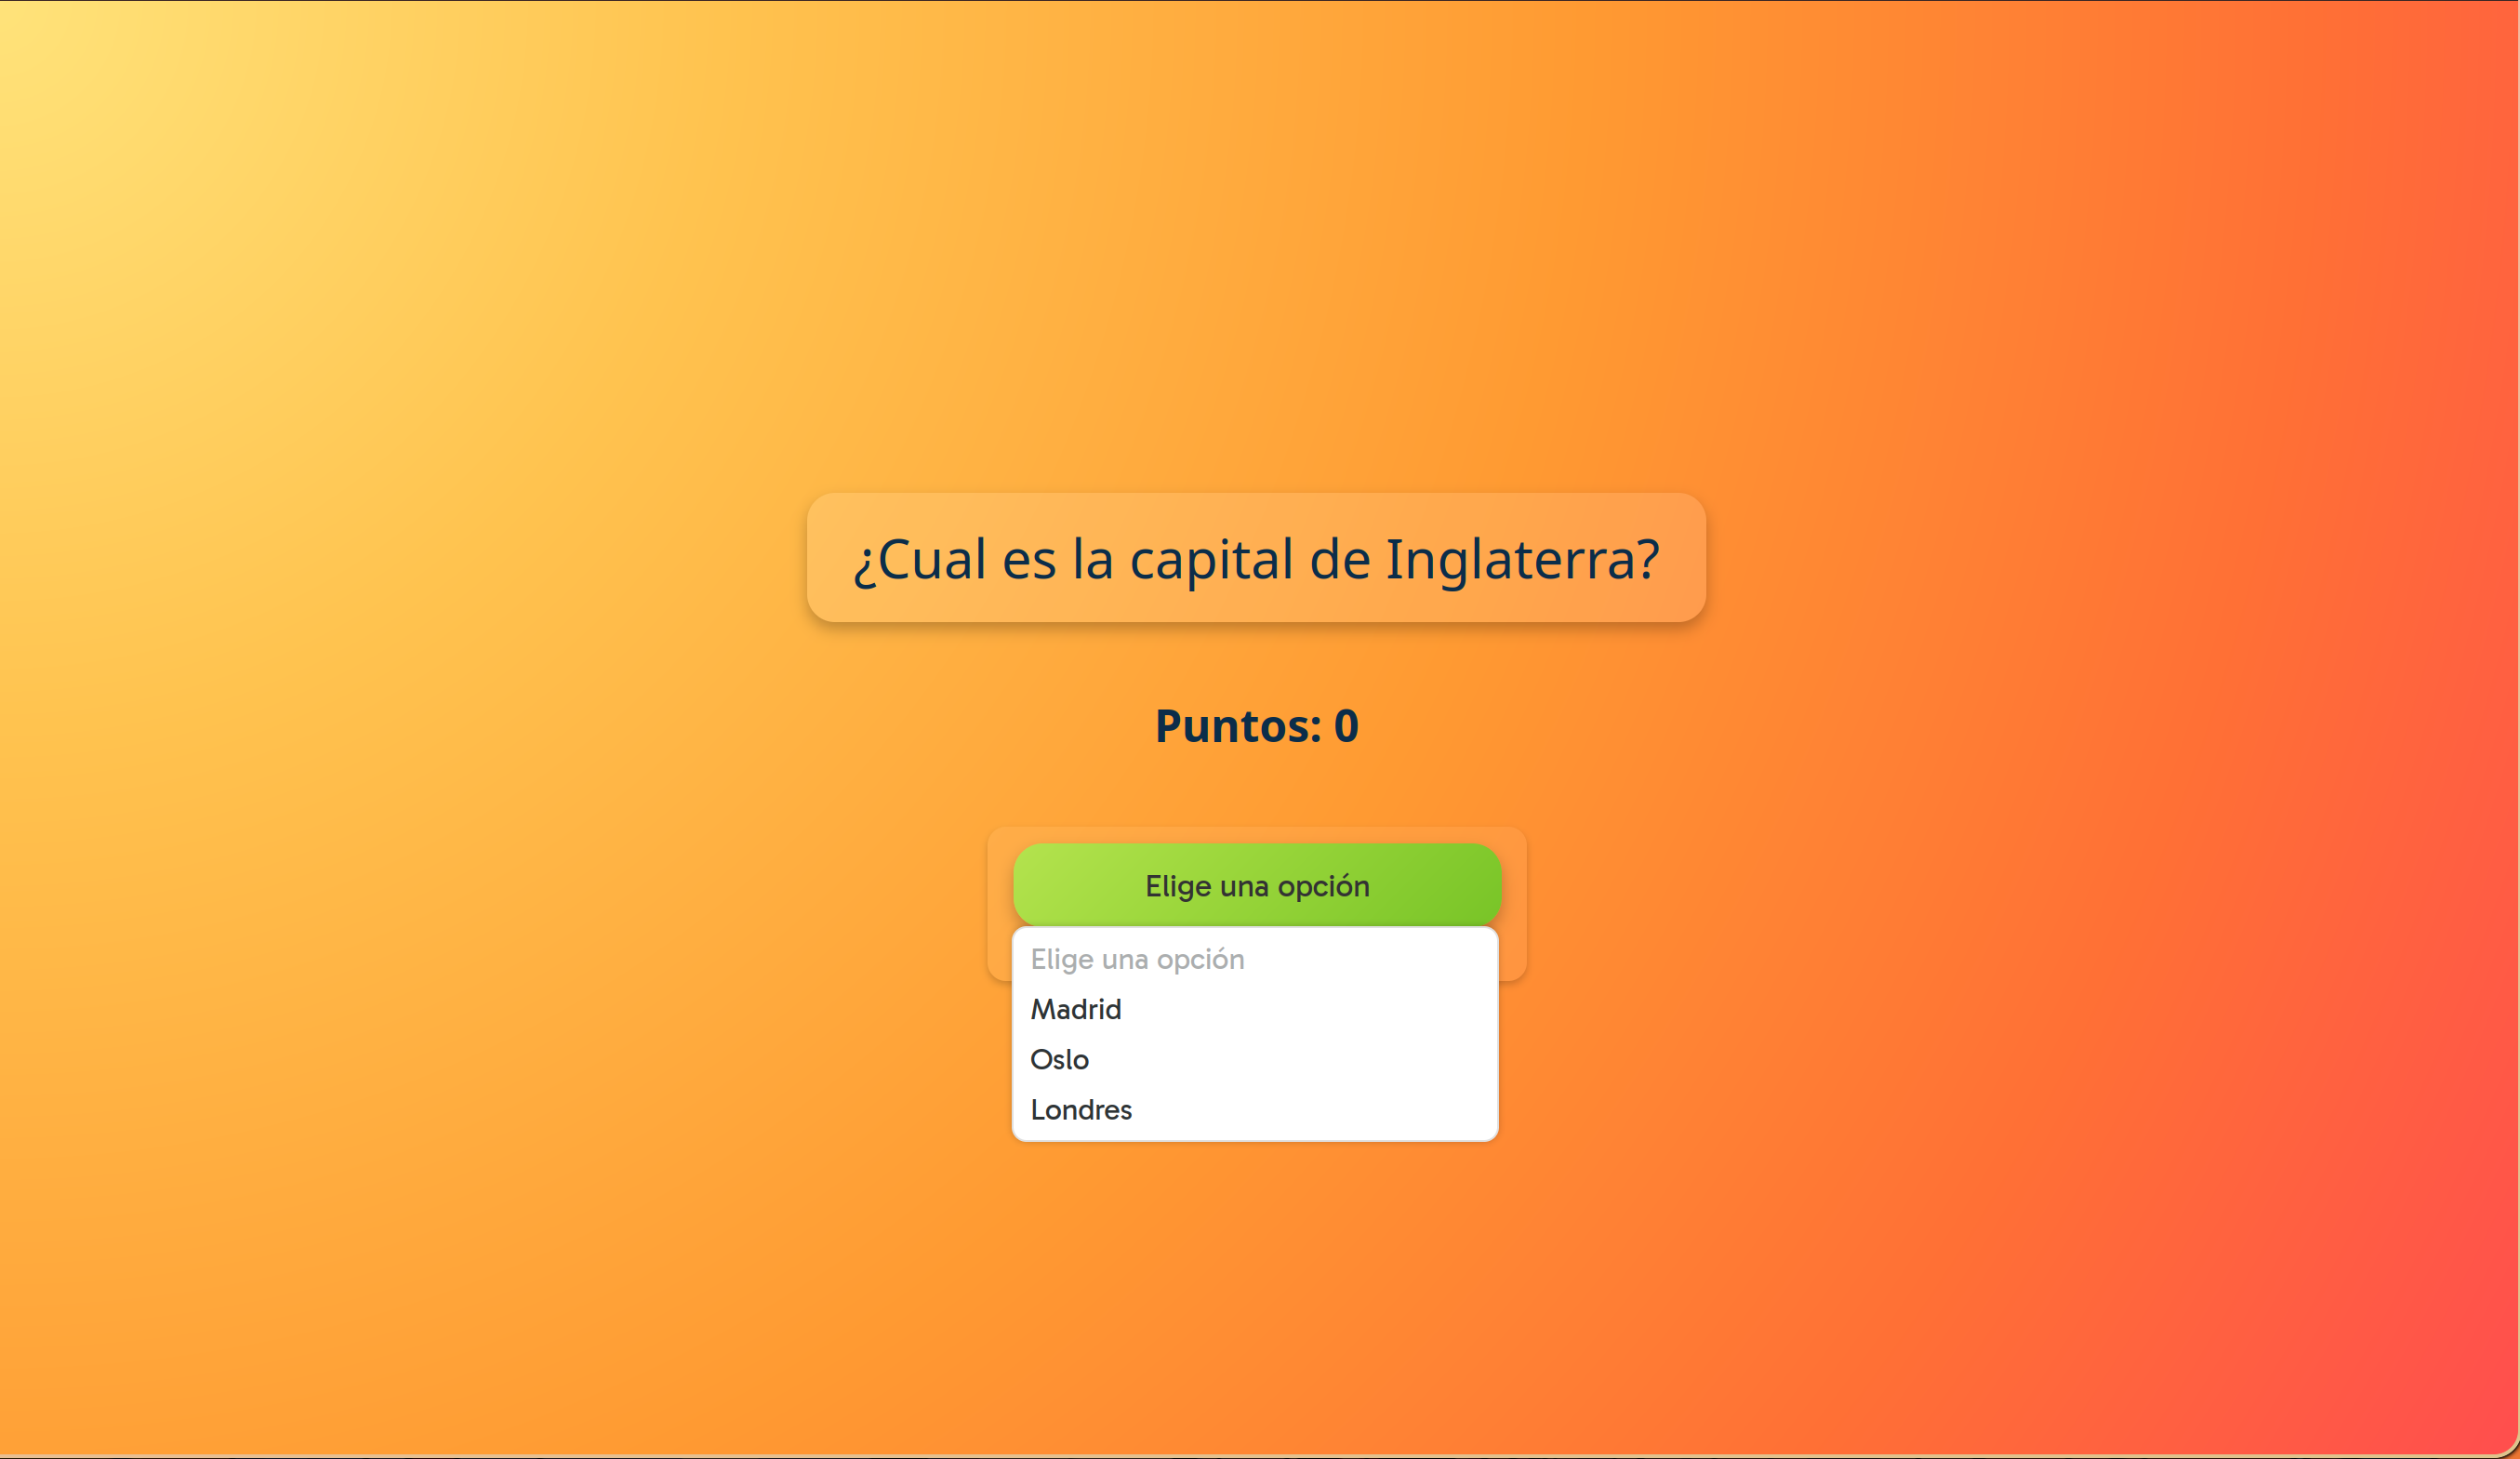 ¿Cual es la capital de Inglaterra?
Puntos: 0
Elige una opción
Elige una opción
Madrid
Oslo
Londres